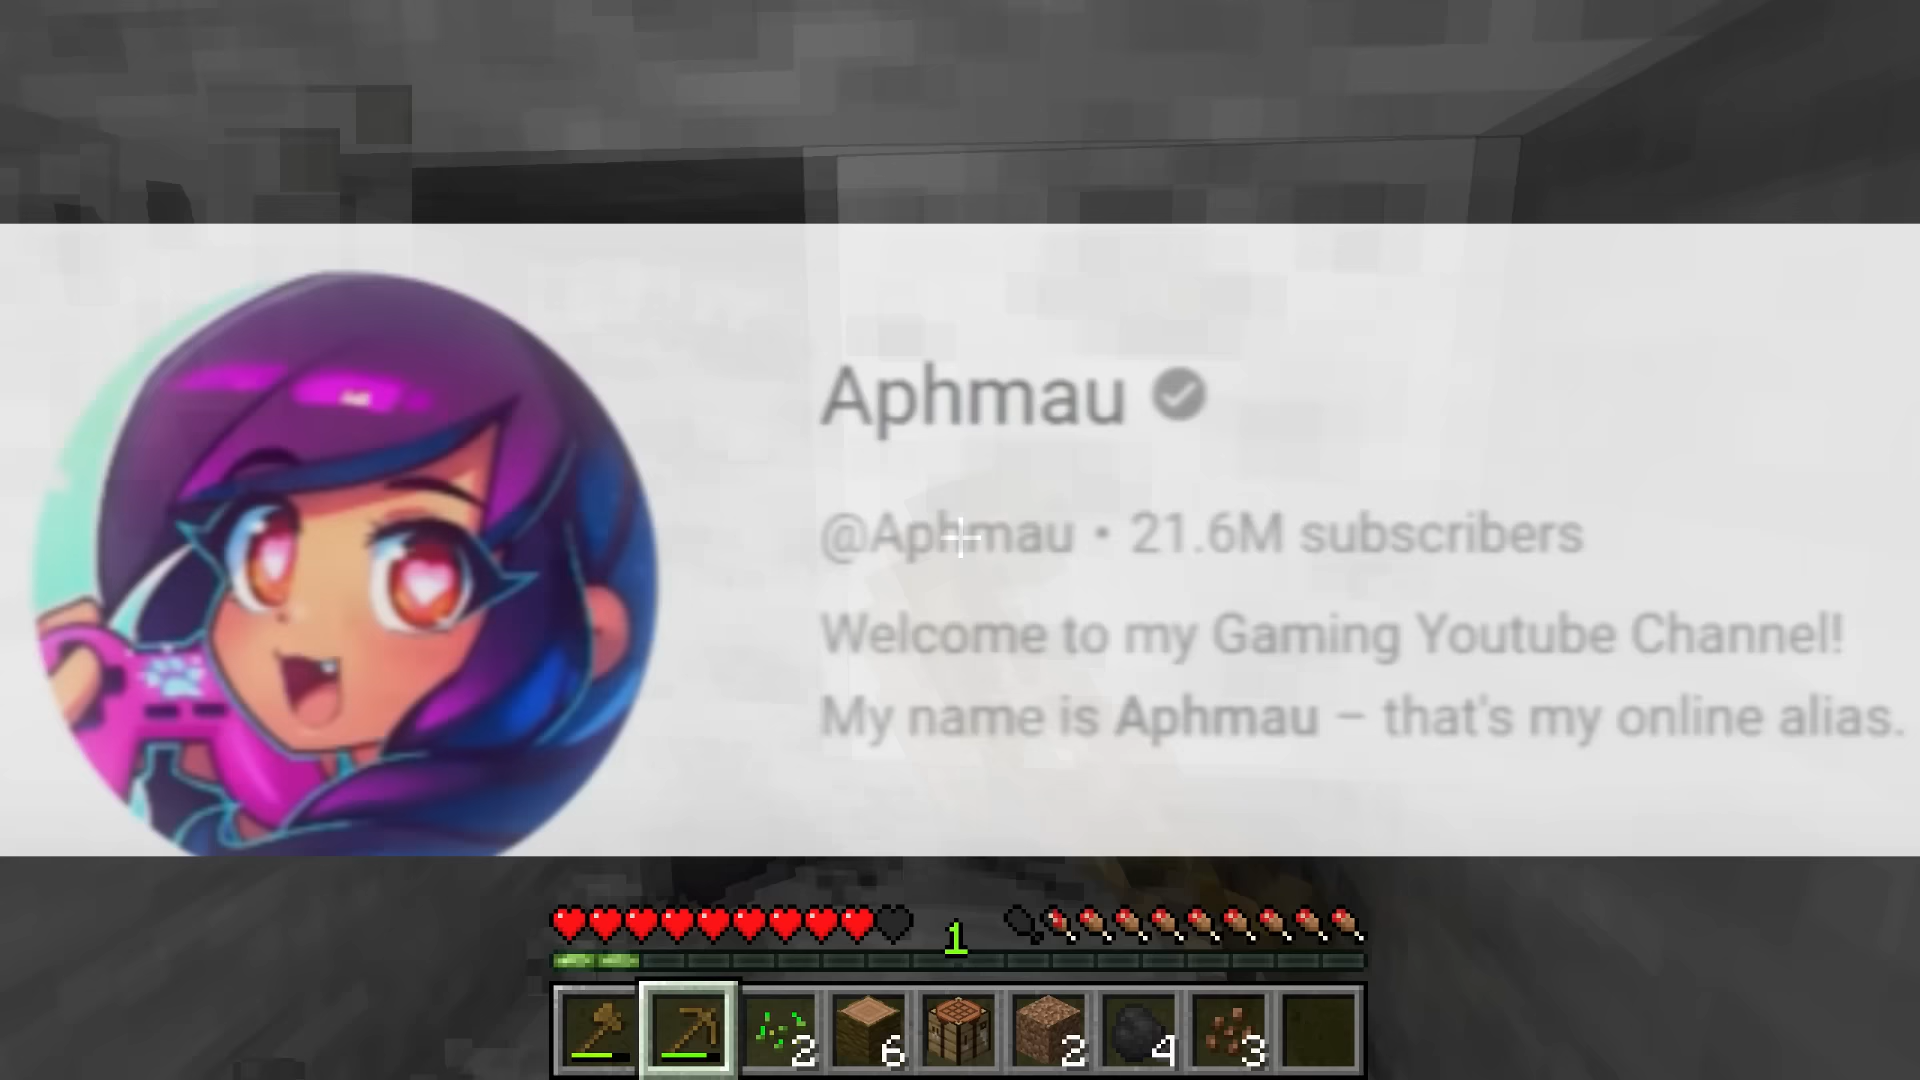 Aphmau
@Aphmau • 21.6M subscribers
Welcome to my Gaming Youtube Channel!
My name is Aphmau – that's my online alias.
1
2 6 2 4 3